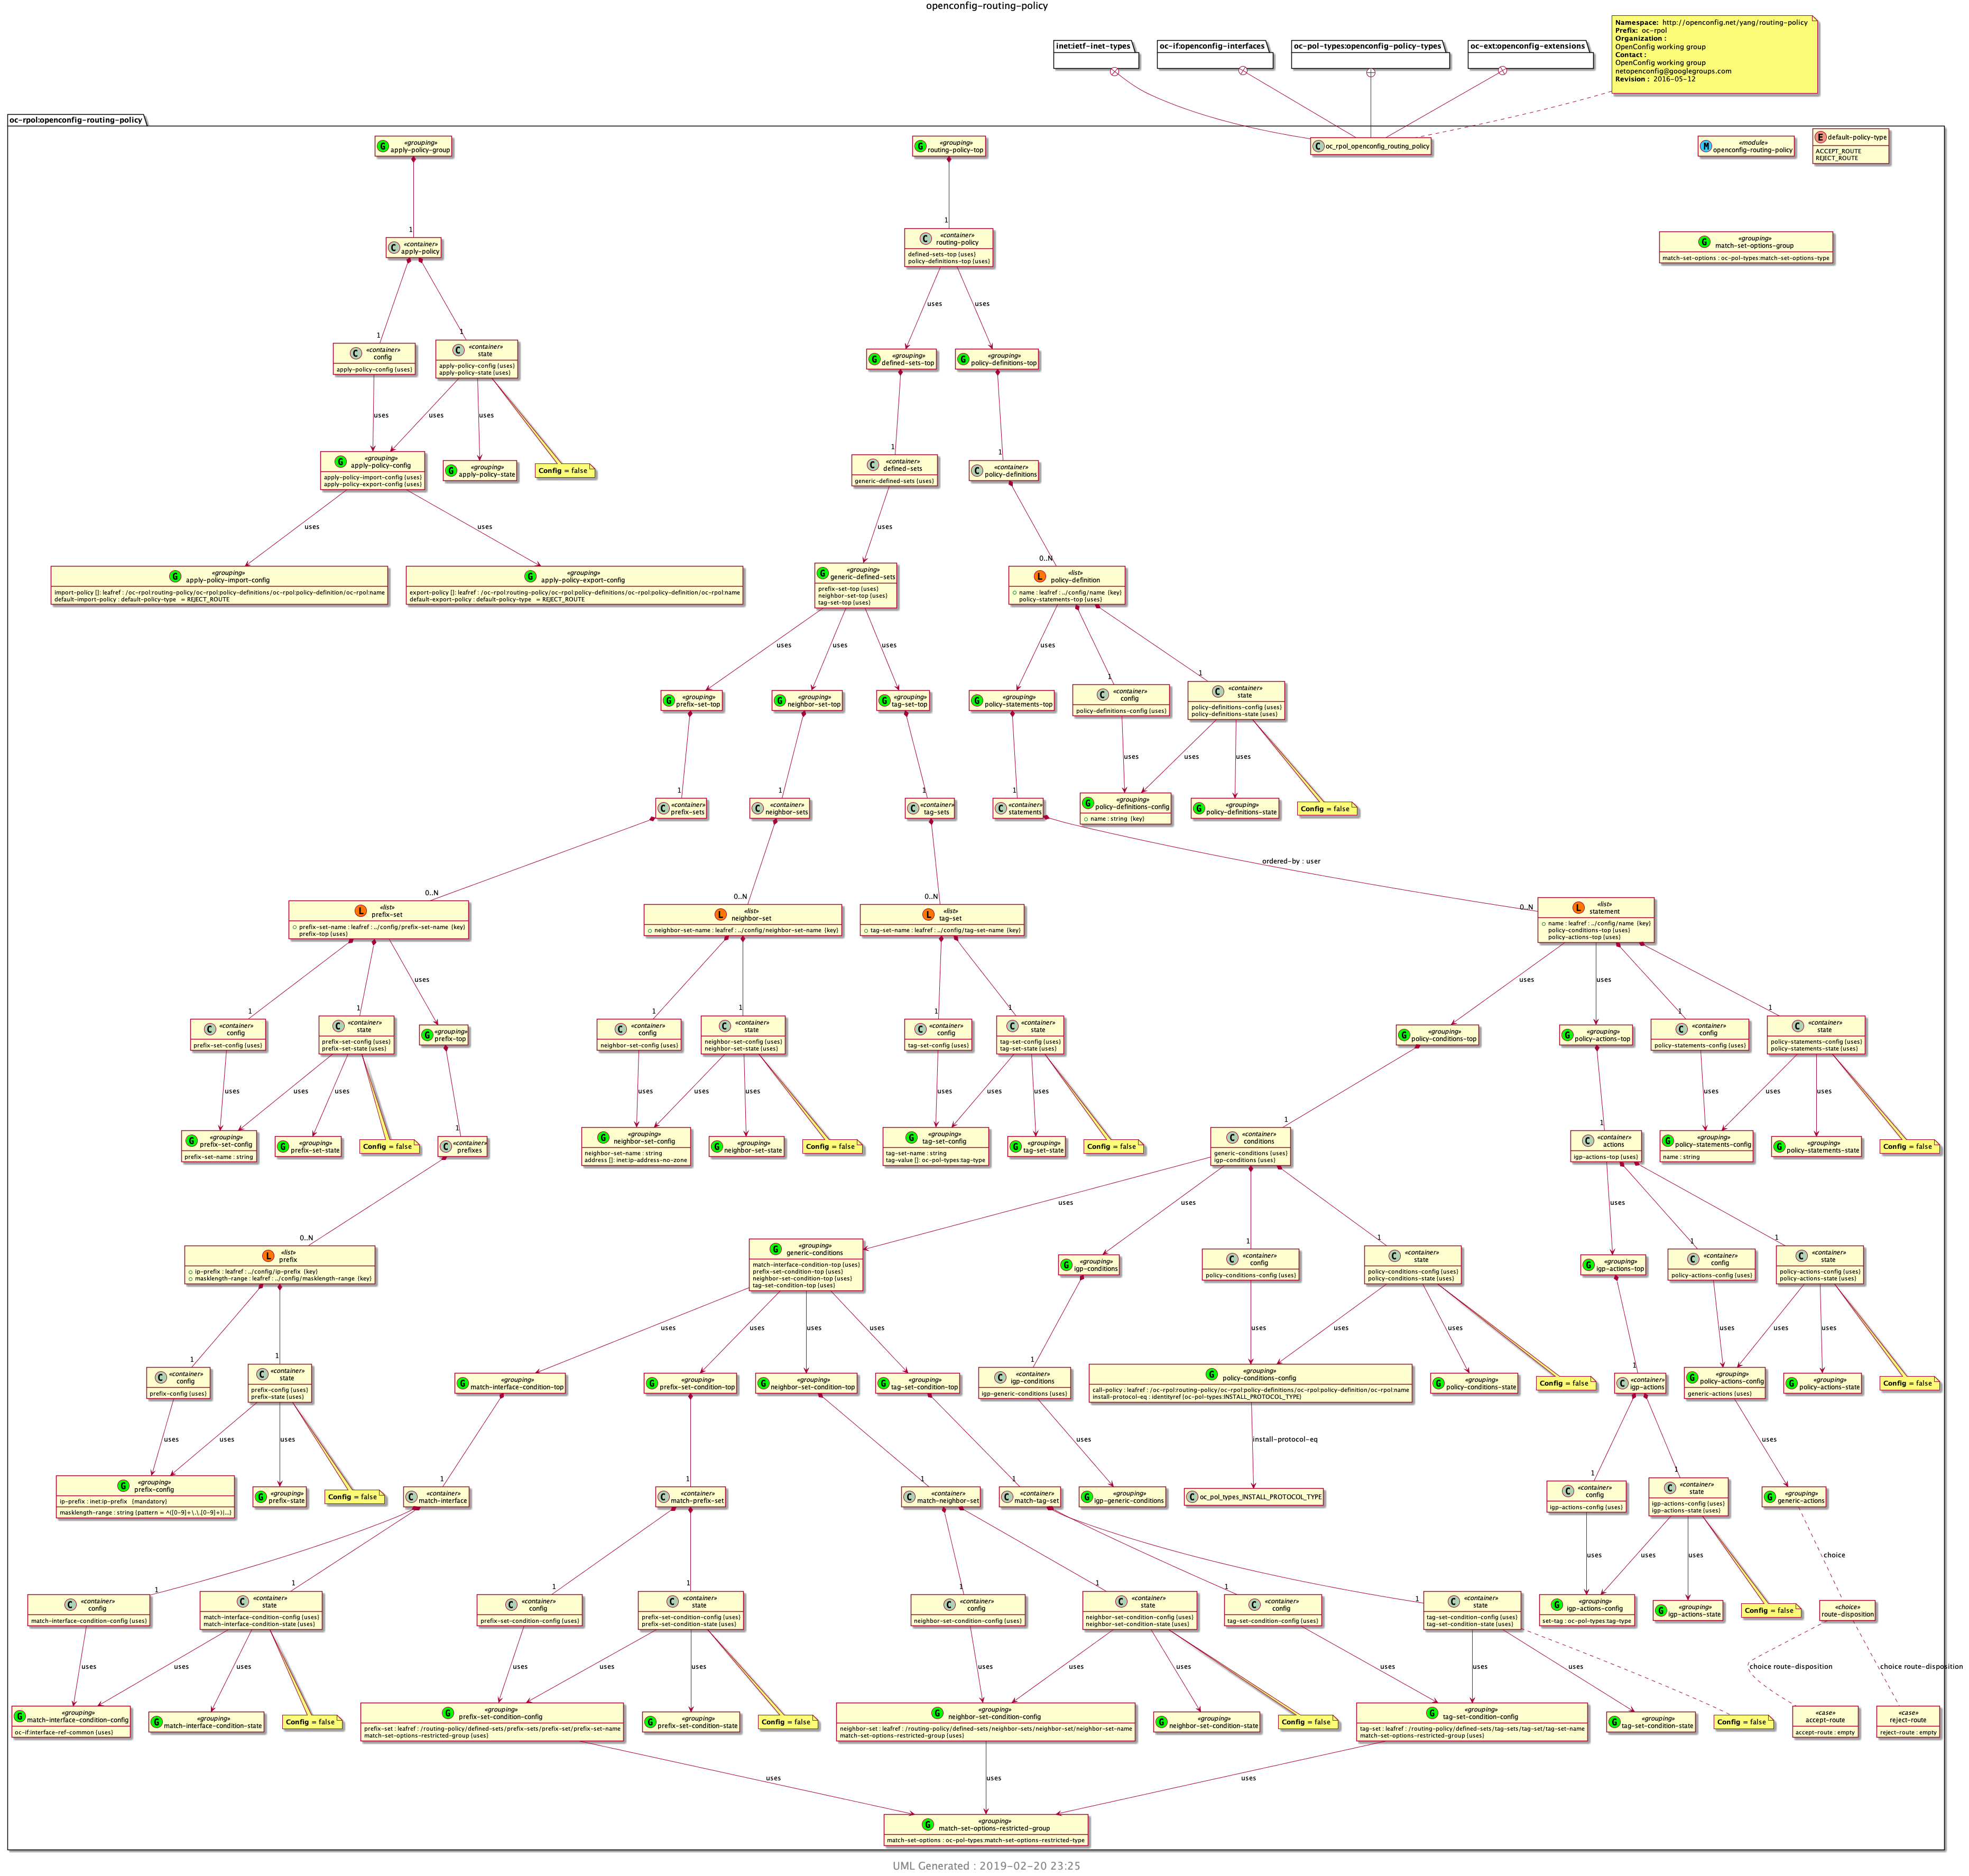 openconfig-routing-policy
Namespace: http://openconfig.net/yang/routing-policy
Prefix: oc-rpol
Organization :
OpenConfig working group
Contact :
OpenConfig working group
netopenconfig@googlegroups.com
Revision : 2016-05-12
inet:ietf-inet-types
oc-if:openconfig-interfaces
oc-pol-types:openconfig-policy-types
oc-ext:openconfig-extensions
oc-rpol:openconfig-routing-policy
G «grouping»
apply-policy-group
G «grouping»
routing-policy-top
C oc_rpol_openconfig_routing_policy
M «module»
openconfig-routing-policy
E default-policy-type
ACCEPT_ROUTE
REJECT_ROUTE
1
1
C «container»
apply-policy
C «container»
routing-policy
defined-sets-top (uses)
policy-definitions-top (uses)
G «grouping»
match-set-options-group
match-set-options : oc-pol-types:match-set-options-type
uses
uses
1
1
C «container»
config
apply-policy-config (uses)
C «container»
state
apply-policy-config (uses)
apply-policy-state (uses)
G «grouping»
defined-sets-top
G «grouping»
policy-definitions-top
uses
uses
uses
1
1
G «grouping»
apply-policy-config
apply-policy-import-config (uses)
apply-policy-export-config (uses)
G «grouping»
apply-policy-state
Config = false
C «container»
defined-sets
generic-defined-sets (uses)
C «container»
policy-definitions
uses
uses
uses
0..N
G «grouping»
apply-policy-import-config
import-policy []: leafref : /oc-rpol:routing-policy/oc-rpol:policy-definitions/oc-rpol:policy-definition/oc-rpol:name
default-import-policy : default-policy-type = REJECT_ROUTE
G «grouping»
apply-policy-export-config
export-policy []: leafref : /oc-rpol:routing-policy/oc-rpol:policy-definitions/oc-rpol:policy-definition/oc-rpol:name
default-export-policy : default-policy-type = REJECT_ROUTE
G «grouping»
generic-defined-sets
prefix-set-top (uses)
neighbor-set-top (uses)
tag-set-top (uses)
L «list»
policy-definition
name : leafref : ../config/name {key}
policy-statements-top (uses)
uses
uses
uses
uses
1
1
G «grouping»
prefix-set-top
G «grouping»
neighbor-set-top
G «grouping»
tag-set-top
G «grouping»
policy-statements-top
C «container»
config
policy-definitions-config (uses)
C «container»
state
policy-definitions-config (uses)
policy-definitions-state (uses)
uses
uses
uses
1
1
1
1
C «container»
prefix-sets
C «container»
neighbor-sets
C «container»
tag-sets
C «container»
statements
G «grouping»
policy-definitions-config
name : string {key}
G «grouping»
policy-definitions-state
Config = false
ordered-by : user
0..N
0..N
0..N
0..N
L «list»
prefix-set
prefix-set-name : leafref : ../config/prefix-set-name {key}
prefix-top (uses)
L «list»
neighbor-set
neighbor-set-name : leafref : ../config/neighbor-set-name {key}
L «list»
tag-set
tag-set-name : leafref : ../config/tag-set-name {key}
L «list»
statement
name : leafref : ../config/name {key}
policy-conditions-top (uses)
policy-actions-top (uses)
uses
uses
uses
1
1
1
1
1
1
1
1
C «container»
config
prefix-set-config (uses)
C «container»
state
prefix-set-config (uses)
prefix-set-state (uses)
G «grouping»
prefix-top
C «container»
config
neighbor-set-config (uses)
C «container»
state
neighbor-set-config (uses)
neighbor-set-state (uses)
C «container»
config
tag-set-config (uses)
C «container»
state
tag-set-config (uses)
tag-set-state (uses)
G «grouping»
policy-conditions-top
G «grouping»
policy-actions-top
C «container»
config
policy-statements-config (uses)
C «container»
state
policy-statements-config (uses)
policy-statements-state (uses)
uses
uses
uses
uses
uses
uses
uses
uses
uses
uses
uses
uses
1
1
1
G «grouping»
prefix-set-config
prefix-set-name : string
G «grouping»
prefix-set-state
Config = false
C «container»
prefixes
G «grouping»
neighbor-set-config
neighbor-set-name : string
address []: inet:ip-address-no-zone
G «grouping»
neighbor-set-state
Config = false
G «grouping»
tag-set-config
tag-set-name : string
tag-value []: oc-pol-types:tag-type
G «grouping»
tag-set-state
Config = false
C «container»
conditions
generic-conditions (uses)
igp-conditions (uses)
C «container»
actions
igp-actions-top (uses)
G «grouping»
policy-statements-config
name : string
G «grouping»
policy-statements-state
Config = false
uses
uses
uses
0..N
1
1
1
1
L «list»
prefix
ip-prefix : leafref : ../config/ip-prefix {key}
masklength-range : leafref : ../config/masklength-range {key}
G «grouping»
generic-conditions
match-interface-condition-top (uses)
prefix-set-condition-top (uses)
neighbor-set-condition-top (uses)
tag-set-condition-top (uses)
G «grouping»
igp-conditions
C «container»
config
policy-conditions-config (uses)
C «container»
state
policy-conditions-config (uses)
policy-conditions-state (uses)
G «grouping»
igp-actions-top
C «container»
config
policy-actions-config (uses)
C «container»
state
policy-actions-config (uses)
policy-actions-state (uses)
uses
uses
uses
uses
uses
uses
uses
uses
uses
uses
1
1
1
1
C «container»
config
prefix-config (uses)
C «container»
state
prefix-config (uses)
prefix-state (uses)
G «grouping»
match-interface-condition-top
G «grouping»
prefix-set-condition-top
G «grouping»
neighbor-set-condition-top
G «grouping»
tag-set-condition-top
C «container»
igp-conditions
igp-generic-conditions (uses)
G «grouping»
policy-conditions-config
call-policy : leafref : /oc-rpol:routing-policy/oc-rpol:policy-definitions/oc-rpol:policy-definition/oc-rpol:name
install-protocol-eq : identityref {oc-pol-types:INSTALL_PROTOCOL_TYPE}
G «grouping»
policy-conditions-state
Config = false
C «container»
igp-actions
G «grouping»
policy-actions-config
generic-actions (uses)
G «grouping»
policy-actions-state
Config = false
uses
uses
uses
uses
install-protocol-eq
uses
1
1
1
1
1
1
G «grouping»
prefix-config
ip-prefix : inet:ip-prefix {mandatory}
masklength-range : string {pattern = ^([0-9]+\.\.[0-9]+)|...}
G «grouping»
prefix-state
Config = false
C «container»
match-interface
C «container»
match-prefix-set
C «container»
match-neighbor-set
C «container»
match-tag-set
G «grouping»
igp-generic-conditions
C oc_pol_types_INSTALL_PROTOCOL_TYPE
C «container»
config
igp-actions-config (uses)
C «container»
state
igp-actions-config (uses)
igp-actions-state (uses)
G «grouping»
generic-actions
uses
uses
uses
choice
1
1
1
1
1
1
1
1
C «container»
config
match-interface-condition-config (uses)
C «container»
state
match-interface-condition-config (uses)
match-interface-condition-state (uses)
C «container»
config
prefix-set-condition-config (uses)
C «container»
state
prefix-set-condition-config (uses)
prefix-set-condition-state (uses)
C «container»
config
neighbor-set-condition-config (uses)
C «container»
state
neighbor-set-condition-config (uses)
neighbor-set-condition-state (uses)
C «container»
config
tag-set-condition-config (uses)
C «container»
state
tag-set-condition-config (uses)
tag-set-condition-state (uses)
G «grouping»
igp-actions-config
set-tag : oc-pol-types:tag-type
G «grouping»
igp-actions-state
Config = false
«choice»
route-disposition
uses
uses
uses
uses
uses
uses
uses
uses
uses
uses
uses
uses
choice route-disposition
choice route-disposition
G «grouping»
match-interface-condition-config
oc-if:interface-ref-common (uses)
G «grouping»
match-interface-condition-state
Config = false
G «grouping»
prefix-set-condition-config
prefix-set : leafref : /routing-policy/defined-sets/prefix-sets/prefix-set/prefix-set-name
match-set-options-restricted-group (uses)
G «grouping»
prefix-set-condition-state
Config = false
G «grouping»
neighbor-set-condition-config
neighbor-set : leafref : /routing-policy/defined-sets/neighbor-sets/neighbor-set/neighbor-set-name
match-set-options-restricted-group (uses)
G «grouping»
neighbor-set-condition-state
Config = false
G «grouping»
tag-set-condition-config
tag-set : leafref : /routing-policy/defined-sets/tag-sets/tag-set/tag-set-name
match-set-options-restricted-group (uses)
G «grouping»
tag-set-condition-state
Config = false
«case»
accept-route
accept-route : empty
«case»
reject-route
reject-route : empty
uses
uses
uses
G «grouping»
match-set-options-restricted-group
match-set-options : oc-pol-types:match-set-options-restricted-type
UML Generated : 2019-02-20 23:25